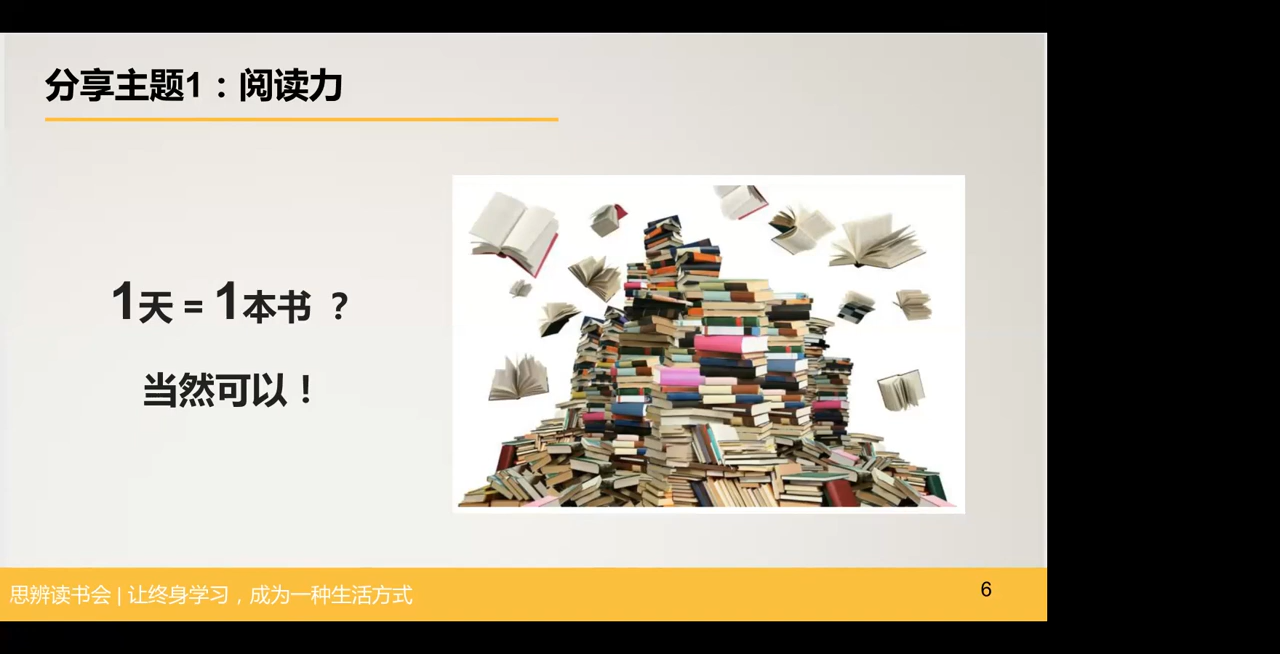 分享主题1：阅读力
1天 = 1本书 ？
当然可以！
思辨读书会 | 让终身学习，成为一种生活方式
6